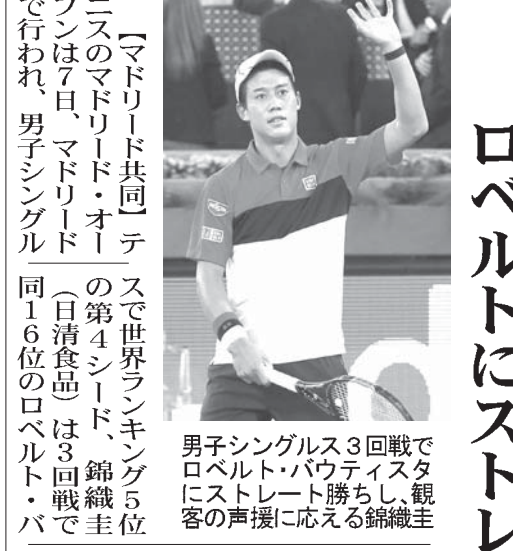 ロベルトにストレ
【マドリード共同】テ
ニスのマドリード・オー
プンは7日、マドリード
で行われ、男子シングル
スで世界ランキング5位
の第4シード、錦織圭
（日清食品）は3回戦で
同16位のロベルト・バ
男子シングルス3回戦で
ロベルト・バウティスタ
にストレート勝ちし、観
客の声援に応える錦織圭